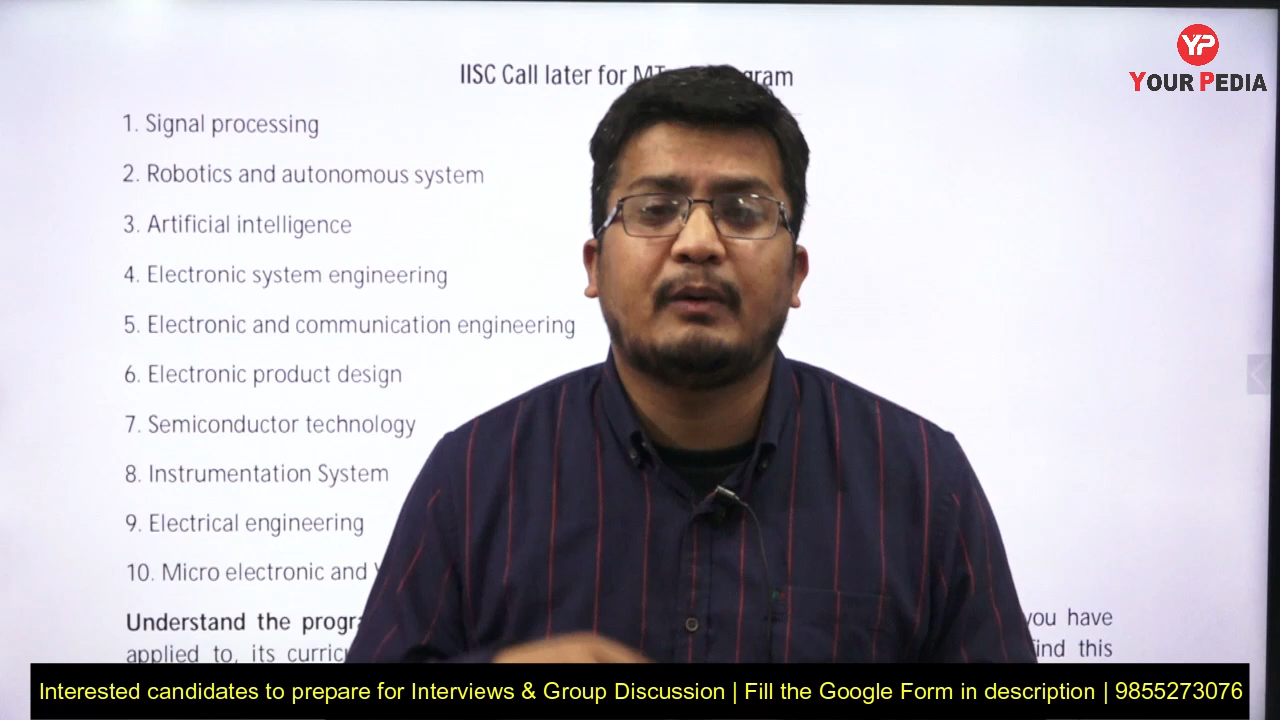 YP
YOUR PEDIA
IISC Call later for
1. Signal processing
2. Robotics and autonomous system
3. Artificial intelligence
4. Electronic system engineering
5. Electronic and communication engineering
6. Electronic product design
7. Semiconductor technology
8. Instrumentation System
9. Electrical engineering
10. Micro electronic and
Understand the you have
applied to, its this
Interested candidates to prepare for Interviews & Group Discussion | Fill the Google Form in description | 9855273076